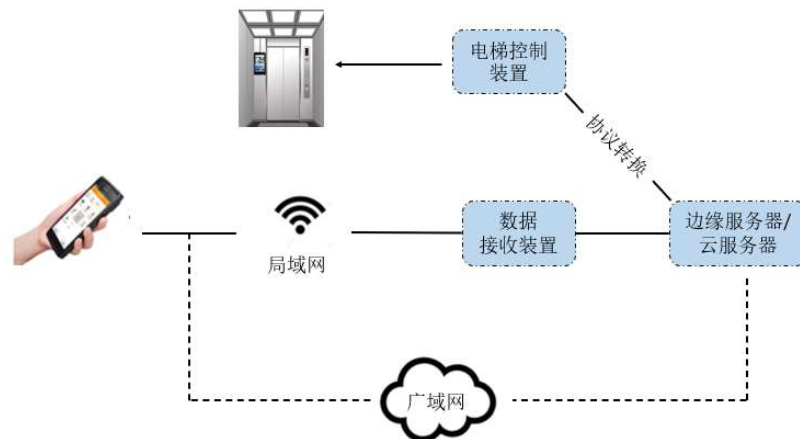 电梯控制
装置
协议转换
数据
接收装置
边缘服务器/
云服务器
局域网
广域网